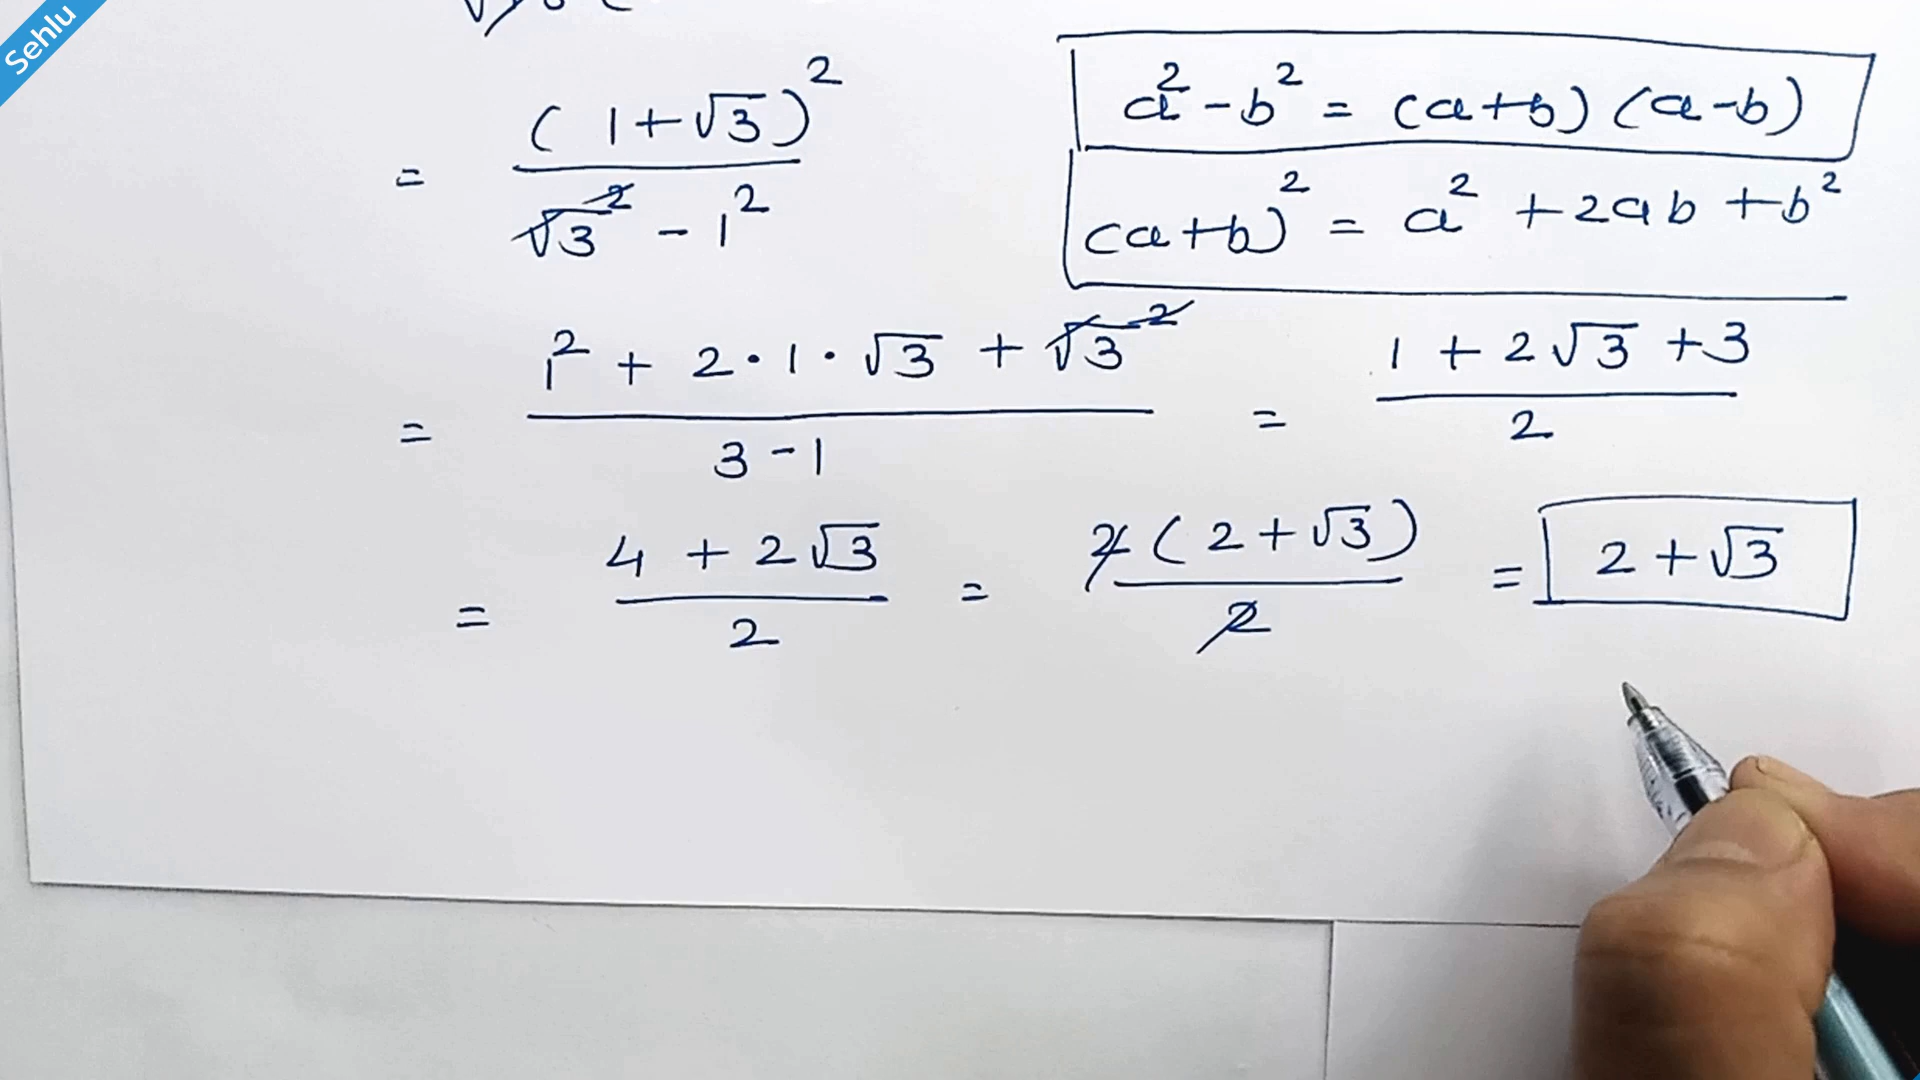 Sehlu
= (1+√3)² / √3² - 1²
a² - b² = (a+b) (a-b)
(a+b)² = a² + 2ab + b²
= 1² + 2·1·√3 + √3² / 3-1 = 1 + 2√3 + 3 / 2
= 4 + 2√3 / 2 = 2(2+√3) / 2 = 2+√3